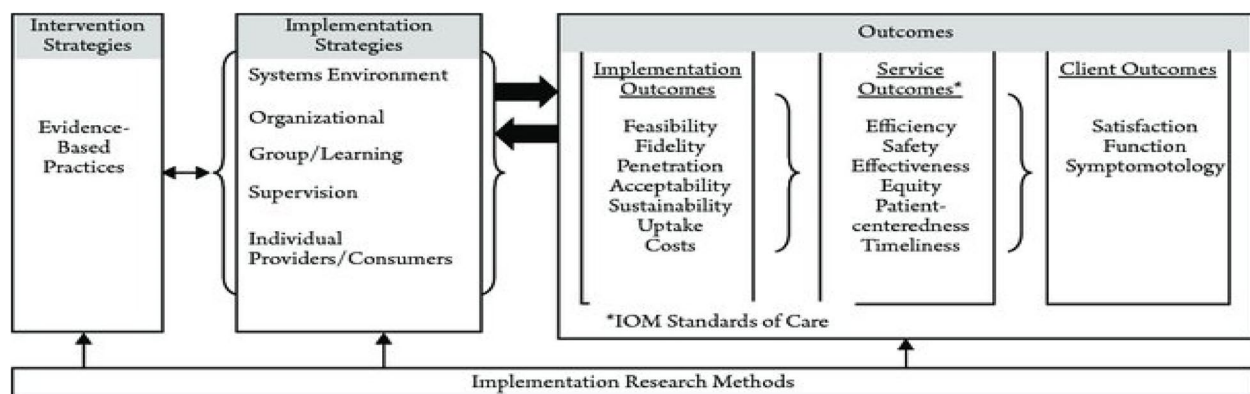 Intervention
Strategies
Evidence-
Based
Practices
Implementation
Strategies
Systems Environment
Organizational
Group/Learning
Supervision
Individual
Providers/Consumers
Outcomes
Implementation
Outcomes
Feasibility
Fidelity
Penetration
Acceptability
Sustainability
Uptake
Costs
Service
Outcomes*
Efficiency
Safety
Effectiveness
Equity
Patient-
centeredness
Timeliness
Client Outcomes
Satisfaction
Function
Symptomotology
*IOM Standards of Care
Implementation Research Methods